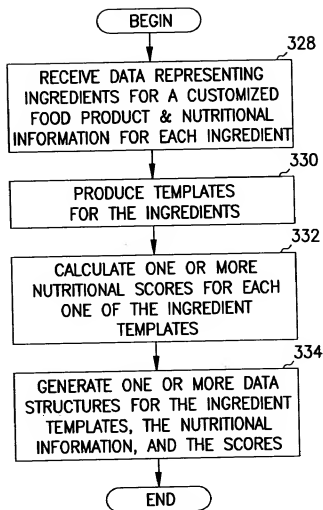 BEGIN
328
RECEIVE DATA REPRESENTING
INGREDIENTS FOR A CUSTOMIZED
FOOD PRODUCT & NUTRITIONAL
INFORMATION FOR EACH INGREDIENT
330
PRODUCE TEMPLATES
FOR THE INGREDIENTS
332
CALCULATE ONE OR MORE
NUTRITIONAL SCORES FOR EACH
ONE OF THE INGREDIENT
TEMPLATES
334
GENERATE ONE OR MORE DATA
STRUCTURES FOR THE INGREDIENT
TEMPLATES, THE NUTRITIONAL
INFORMATION, AND THE SCORES
END